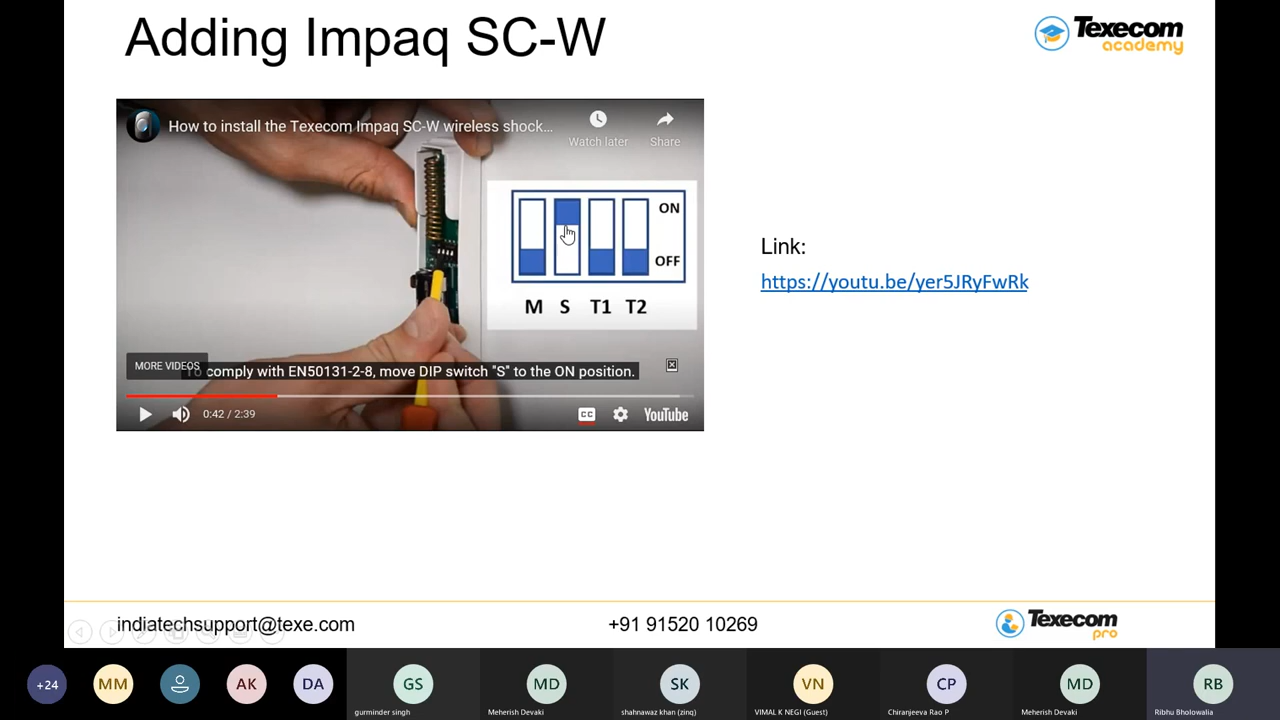 Adding Impaq SC-W
Texecom
academy
How to install the Texecom Impaq SC-W wireless shock...
Watch later
Share
ON
OFF
M S T1 T2
MORE VIDEOS
comply with EN50131-2-8, move DIP switch "S" to the ON position.
0:42 / 2:39
CC
YouTube
Link:
https://youtu.be/yer5JRyFwRk
indiatechsupport@texe.com
+91 91520 10269
Texecom
pro
+24
MM
AK
DA
GS
MD
SK
VN
CP
MD
RB
gurminder singh
Meherish Devaki
shahnawaz khan (zinq)
VIMAL K NEGI (Guest)
Chiranjeeva Rao P
Meherish Devaki
Ribhu Bholowalia